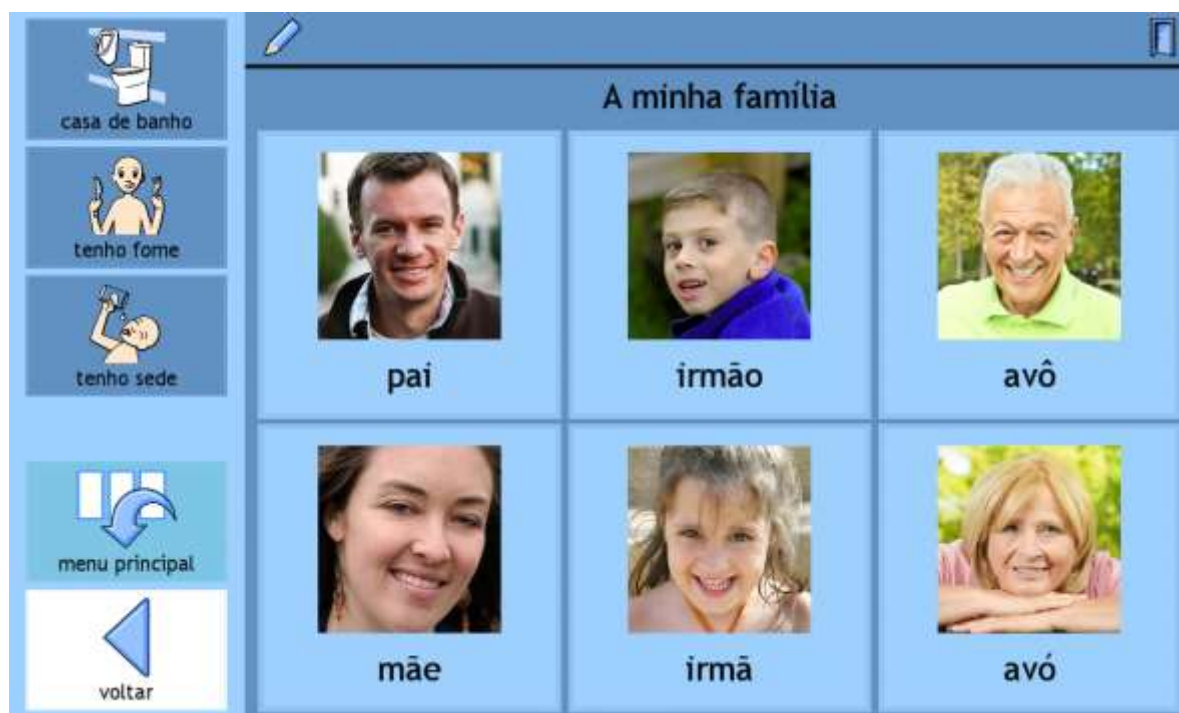 casa de banho
tenho fome
tenho sede
menu principal
voltar
A minha família
pai
irmão
avô
mãe
irmã
avó